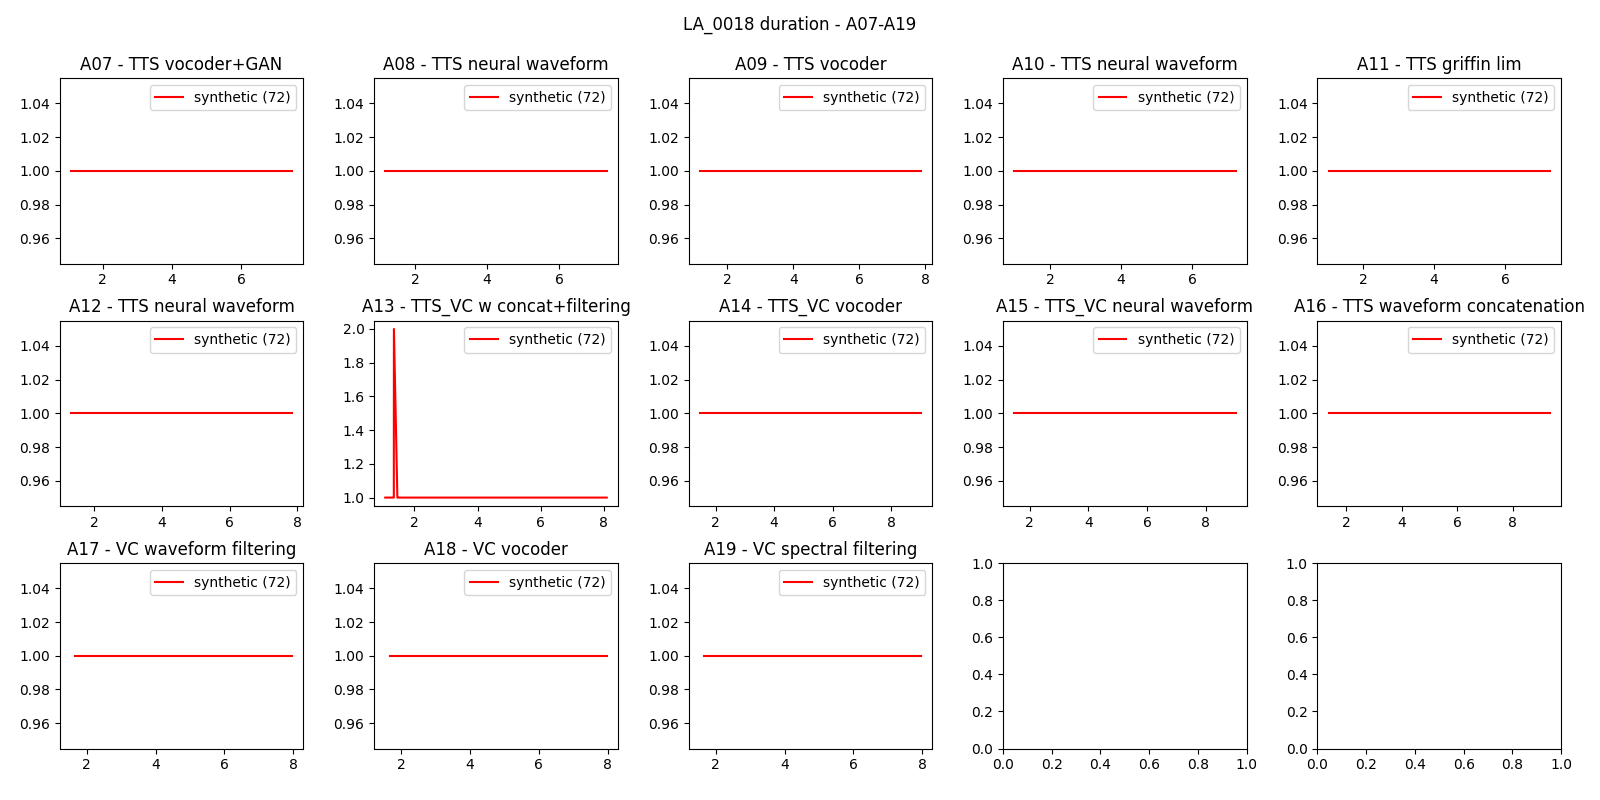 LA_0018 duration - A07-A19
A07 - TTS vocoder+GAN
synthetic (72)
1.04
1.02
1.00
0.98
0.96
2 4 6
A08 - TTS neural waveform
synthetic (72)
1.04
1.02
1.00
0.98
0.96
2 4 6
A09 - TTS vocoder
synthetic (72)
1.04
1.02
1.00
0.98
0.96
2 4 6 8
A10 - TTS neural waveform
synthetic (72)
1.04
1.02
1.00
0.98
0.96
2 4 6
A11 - TTS griffin lim
synthetic (72)
1.04
1.02
1.00
0.98
0.96
2 4 6
A12 - TTS neural waveform
synthetic (72)
1.04
1.02
1.00
0.98
0.96
2 4 6 8
A13 - TTS_VC w concat+filtering
synthetic (72)
2.0
1.8
1.6
1.4
1.2
1.0
2 4 6 8
A14 - TTS_VC vocoder
synthetic (72)
1.04
1.02
1.00
0.98
0.96
2 4 6 8
A15 - TTS_VC neural waveform
synthetic (72)
1.04
1.02
1.00
0.98
0.96
2 4 6 8
A16 - TTS waveform concatenation
synthetic (72)
1.04
1.02
1.00
0.98
0.96
2 4 6 8
A17 - VC waveform filtering
synthetic (72)
1.04
1.02
1.00
0.98
0.96
2 4 6 8
A18 - VC vocoder
synthetic (72)
1.04
1.02
1.00
0.98
0.96
2 4 6 8
A19 - VC spectral filtering
synthetic (72)
1.04
1.02
1.00
0.98
0.96
2 4 6 8
1.0
0.8
0.6
0.4
0.2
0.0
0.0 0.2 0.4 0.6 0.8 1.0
1.0
0.8
0.6
0.4
0.2
0.0
0.0 0.2 0.4 0.6 0.8 1.0